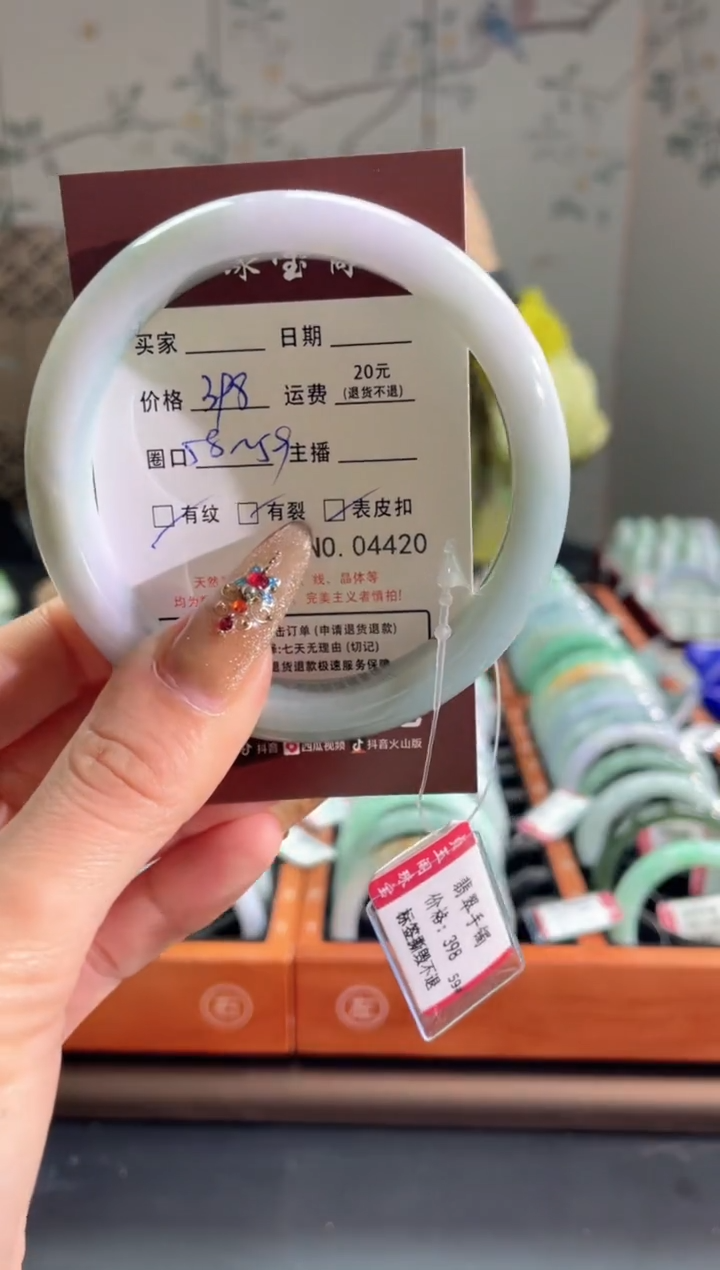 买家 日期
价格 398 运费 20元
(退货不退)
圈口 58~59 主播
有纹 有裂 表皮扣
NO. 04420
天然 线、晶体等
均为 完美主义者慎拍!
击订单 (申请退货退款)
:七天无理由 (切记)
退货退款极速服务保障
抖音 西瓜视频 抖音火山版
翡翠手镯
价格: 398 59
标签撕毁不退